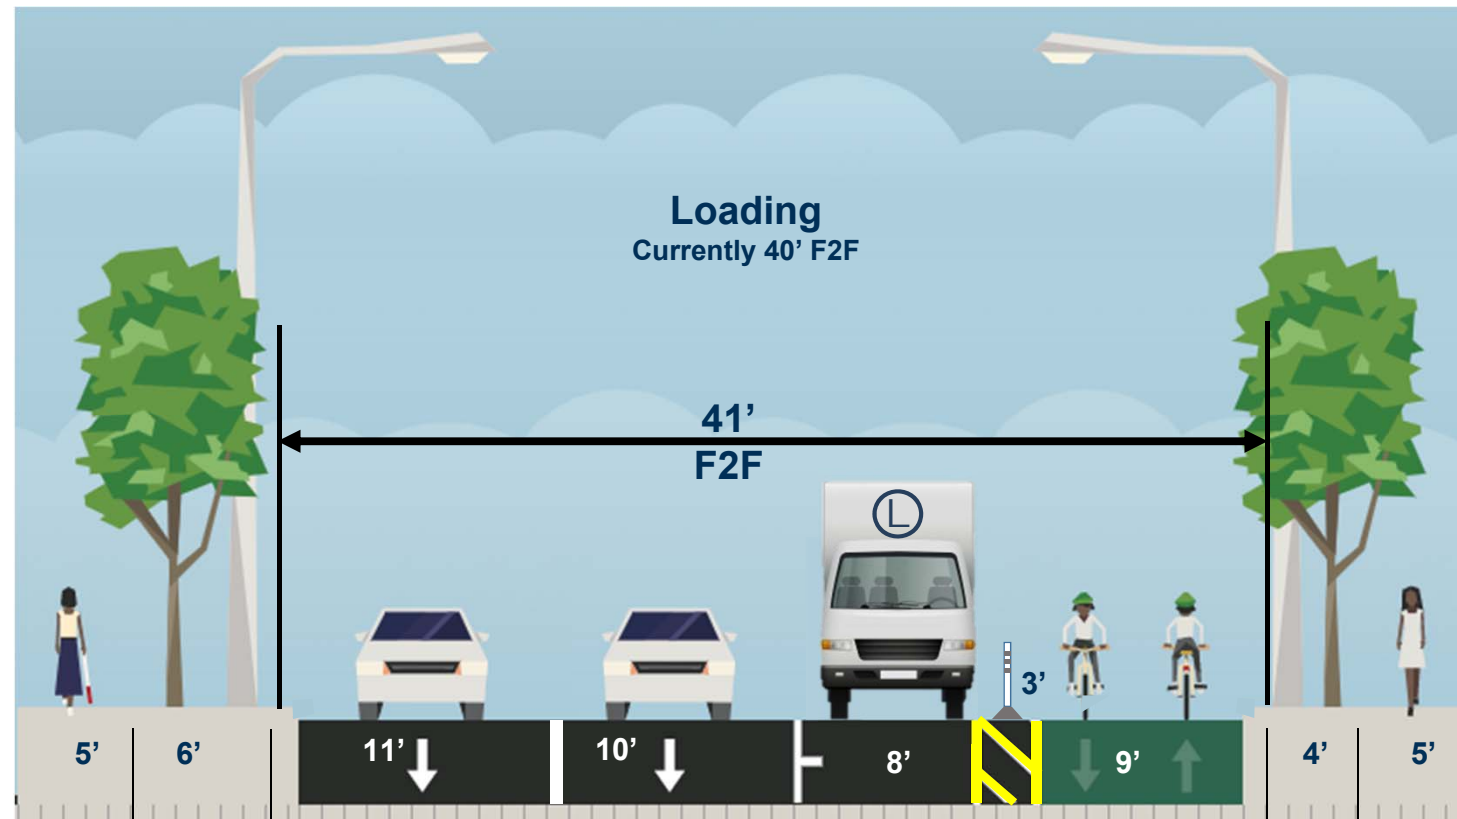 Loading
Currently 40’ F2F
41’
F2F
L
3’
5’ 6’ 11’ 10’ 8’ 9’ 4’ 5’